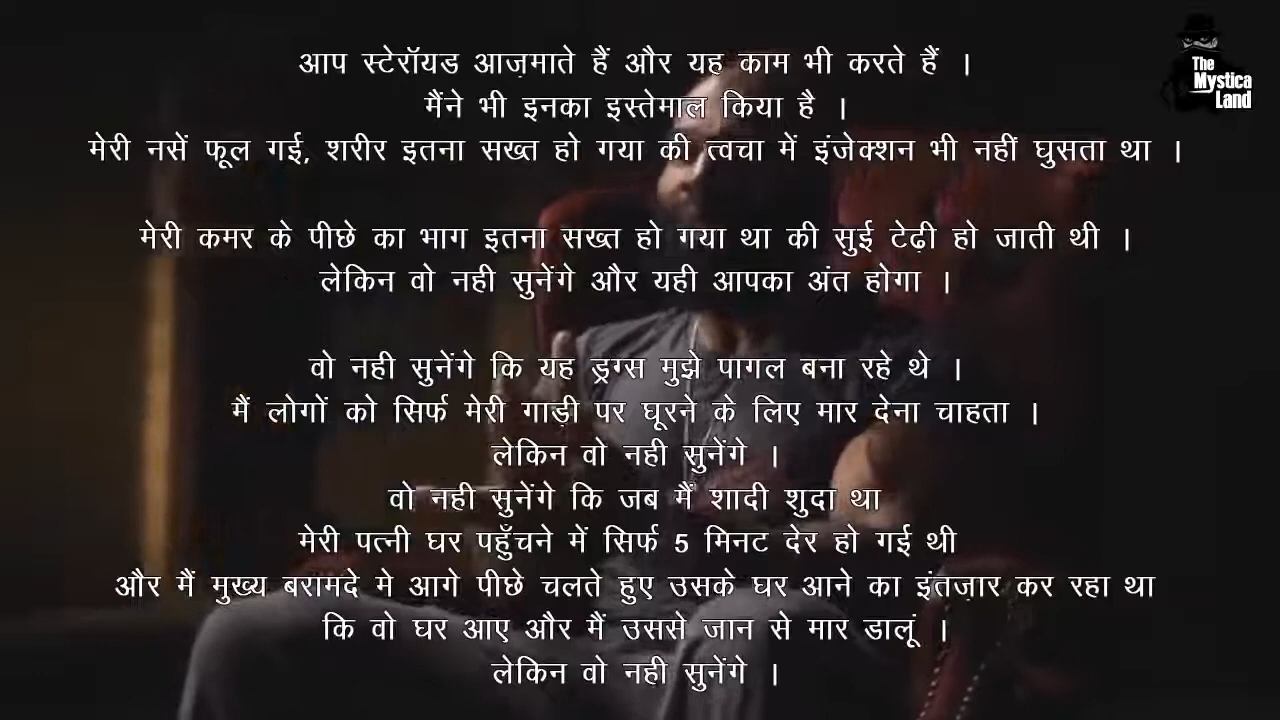 आप स्टेरॉयड आज़माते हैं और यह काम भी करते हैं ।
मैंने भी इनका इस्तेमाल किया है ।
मेरी नसें फूल गई, शरीर इतना सख्त हो गया की त्वचा में इंजेक्शन भी नहीं घुसता था ।
मेरी कमर के पीछे का भाग इतना सख्त हो गया था की सुई टेढ़ी हो जाती थी ।
लेकिन वो नही सुनेंगे और यही आपका अंत होगा ।
वो नही सुनेंगे कि यह ड्रग्स मुझे पागल बना रहे थे ।
मैं लोगों को सिर्फ मेरी गाड़ी पर घूरने के लिए मार देना चाहता ।
लेकिन वो नही सुनेंगे ।
वो नही सुनेंगे कि जब मैं शादी शुदा था
मेरी पत्नी घर पहुँचने में सिर्फ 5 मिनट देर हो गई थी
और मैं मुख्य बरामदे मे आगे पीछे चलते हुए उसके घर आने का इंतज़ार कर रहा था
कि वो घर आए और मैं उससे जान से मार डालूं ।
लेकिन वो नही सुनेंगे ।
The
Mystica
Land